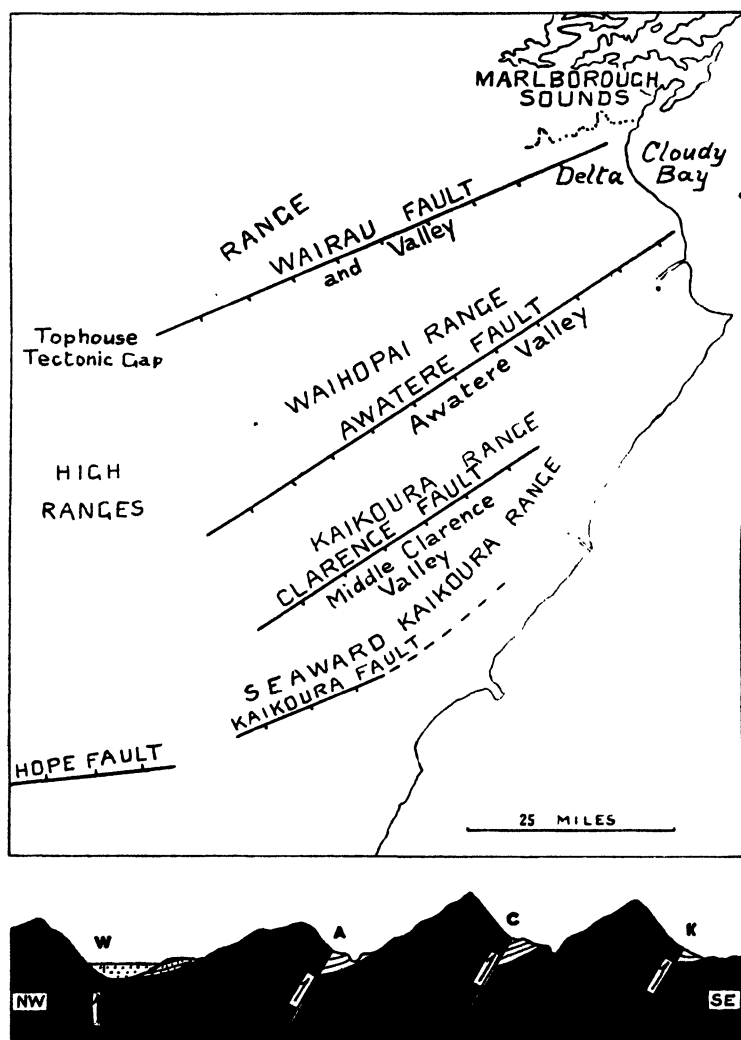 MARLBOROUGH
SOUNDS
Cloudy
Bay
Delta
RANGE
WAIRAU FAULT
and Valley
Tophouse
Tectonic Gap
WAIHOPAI RANGE
AWATERE FAULT
Awatere Valley
HIGH
RANGES
KAIKOURA RANGE
CLARENCE FAULT
Middle Clarence
Valley
SEAWARD KAIKOURA RANGE
KAIKOURA FAULT
HOPE FAULT
25 MILES
W
A
C
K
NW
SE